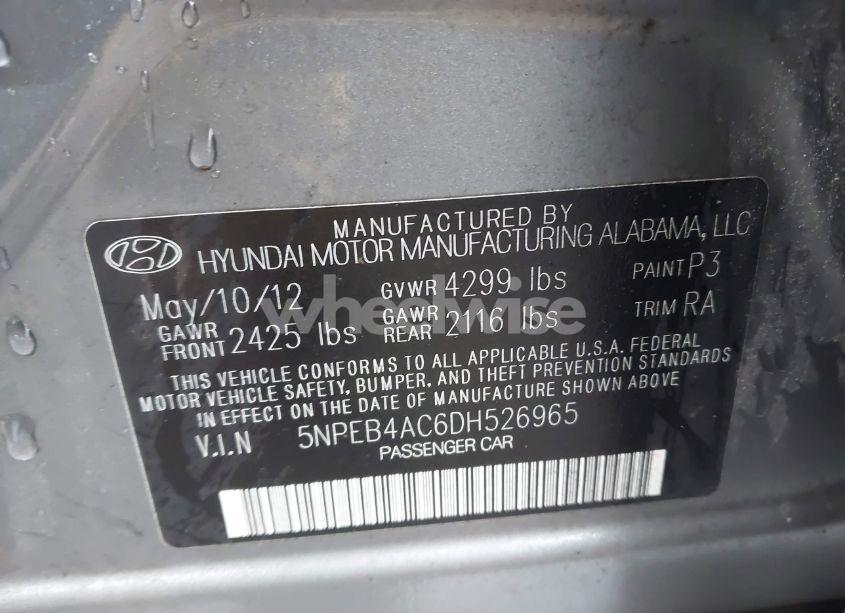 MANUFACTURED BY
HYUNDAI MOTOR MANUFACTURING ALABAMA, LLC
May/10/12 GVWR 4299 lbs PAINT P3
GAWR FRONT 2425 lbs GAWR REAR 2116 lbs TRIM RA
THIS VEHICLE CONFORMS TO ALL APPLICABLE U.S.A. FEDERAL
MOTOR VEHICLE SAFETY, BUMPER, AND THEFT PREVENTION STANDARDS
IN EFFECT ON THE DATE OF MANUFACTURE SHOWN ABOVE
V.I.N 5NPEB4AC6DH526965
PASSENGER CAR
wheelwise